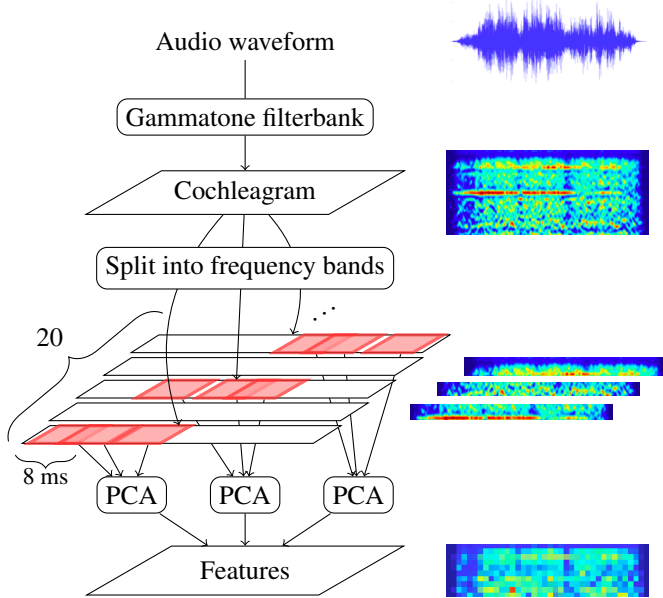 Audio waveform
Gammatone filterbank
Cochleagram
Split into frequency bands
...
20
8 ms
PCA
PCA
PCA
Features